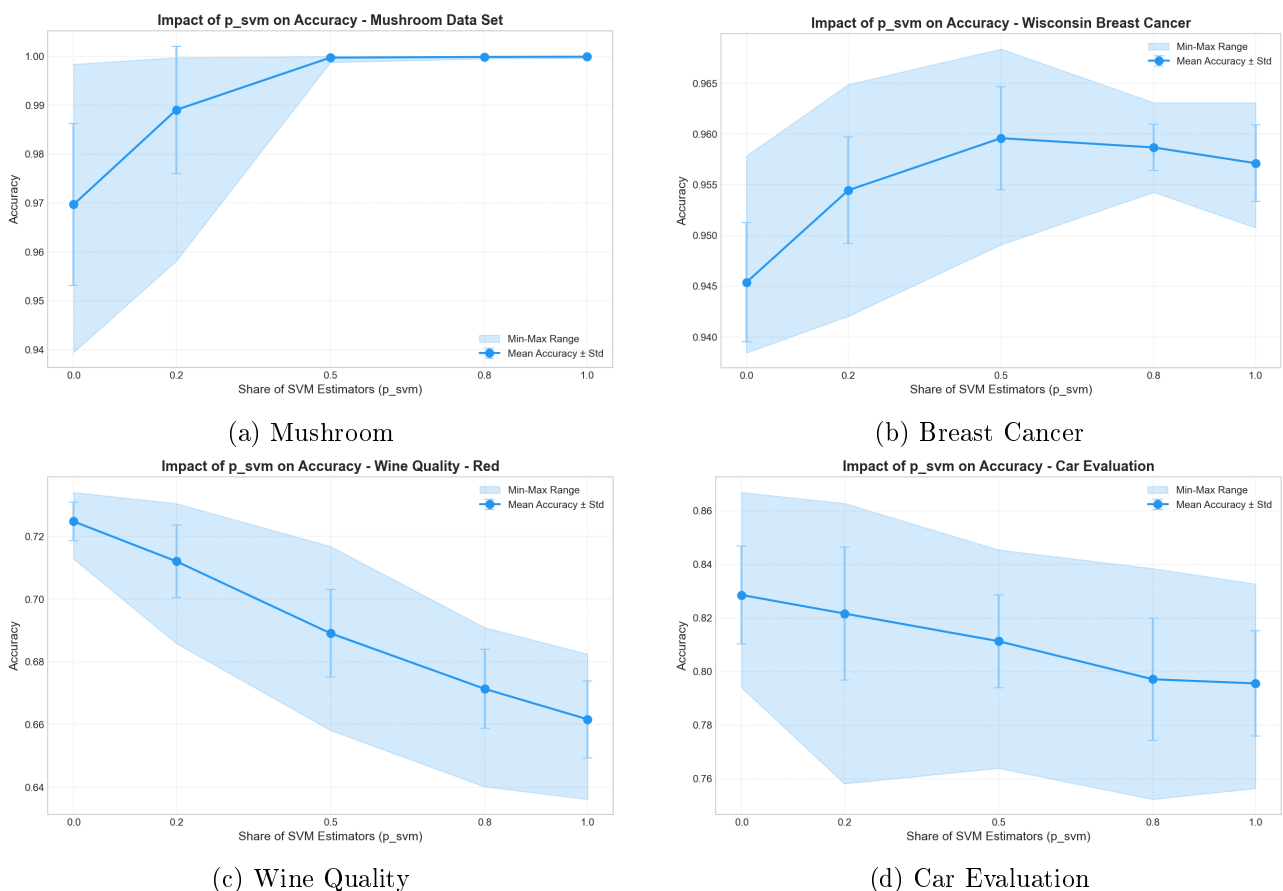 Impact of p_svm on Accuracy - Mushroom Data Set
1.00
0.99
0.98
0.97
0.96
0.95
0.94
Accuracy
Min-Max Range
Mean Accuracy ± Std
0.0 0.2 0.5 0.8 1.0
Share of SVM Estimators (p_svm)
(a) Mushroom
Impact of p_svm on Accuracy - Wisconsin Breast Cancer
Min-Max Range
Mean Accuracy ± Std
0.965
0.960
0.955
0.950
0.945
0.940
Accuracy
0.0 0.2 0.5 0.8 1.0
Share of SVM Estimators (p_svm)
(b) Breast Cancer
Impact of p_svm on Accuracy - Wine Quality - Red
Min-Max Range
Mean Accuracy ± Std
0.72
0.70
0.68
0.66
0.64
Accuracy
0.0 0.2 0.5 0.8 1.0
Share of SVM Estimators (p_svm)
(c) Wine Quality
Impact of p_svm on Accuracy - Car Evaluation
Min-Max Range
Mean Accuracy ± Std
0.86
0.84
0.82
0.80
0.78
0.76
Accuracy
0.0 0.2 0.5 0.8 1.0
Share of SVM Estimators (p_svm)
(d) Car Evaluation